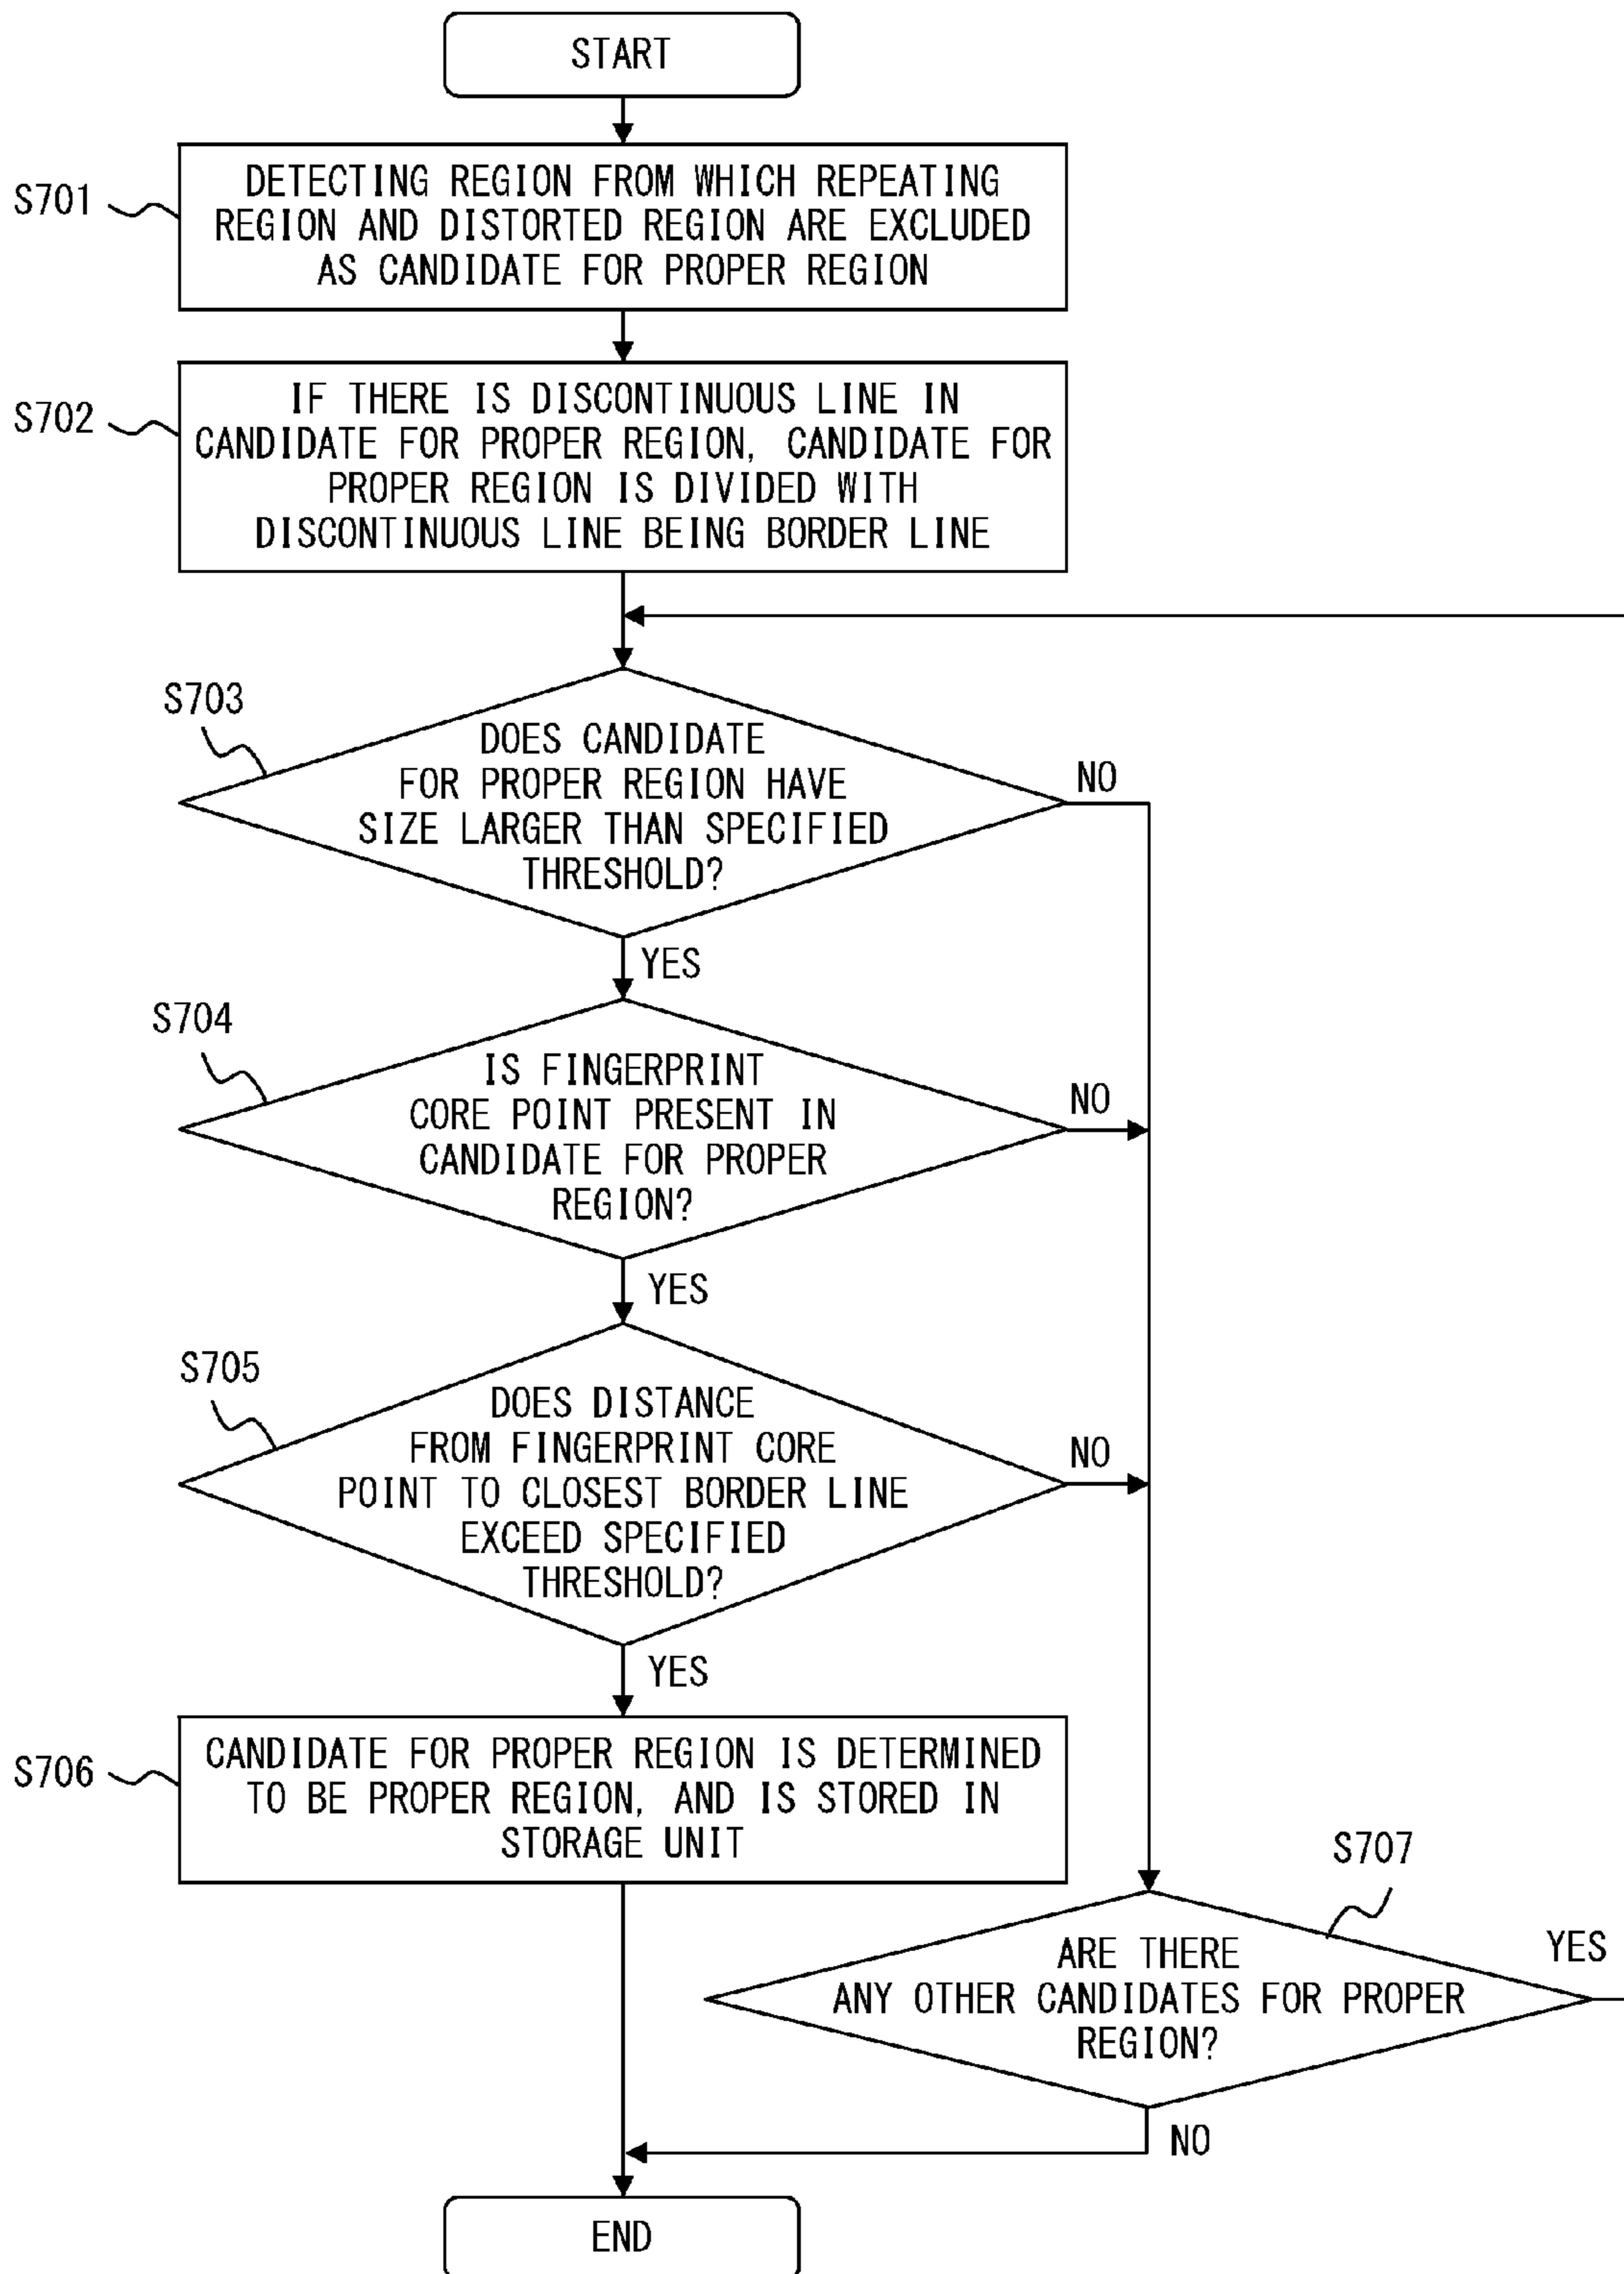 START
S701
DETECTING REGION FROM WHICH REPEATING
REGION AND DISTORTED REGION ARE EXCLUDED
AS CANDIDATE FOR PROPER REGION
S702
IF THERE IS DISCONTINUOUS LINE IN
CANDIDATE FOR PROPER REGION, CANDIDATE FOR
PROPER REGION IS DIVIDED WITH
DISCONTINUOUS LINE BEING BORDER LINE
S703
DOES CANDIDATE
FOR PROPER REGION HAVE
SIZE LARGER THAN SPECIFIED
THRESHOLD?
NO
YES
S704
IS FINGERPRINT
CORE POINT PRESENT IN
CANDIDATE FOR PROPER
REGION?
NO
YES
S705
DOES DISTANCE
FROM FINGERPRINT CORE
POINT TO CLOSEST BORDER LINE
EXCEED SPECIFIED
THRESHOLD?
NO
YES
S706
CANDIDATE FOR PROPER REGION IS DETERMINED
TO BE PROPER REGION, AND IS STORED IN
STORAGE UNIT
S707
ARE THERE
ANY OTHER CANDIDATES FOR PROPER
REGION?
YES
NO
END